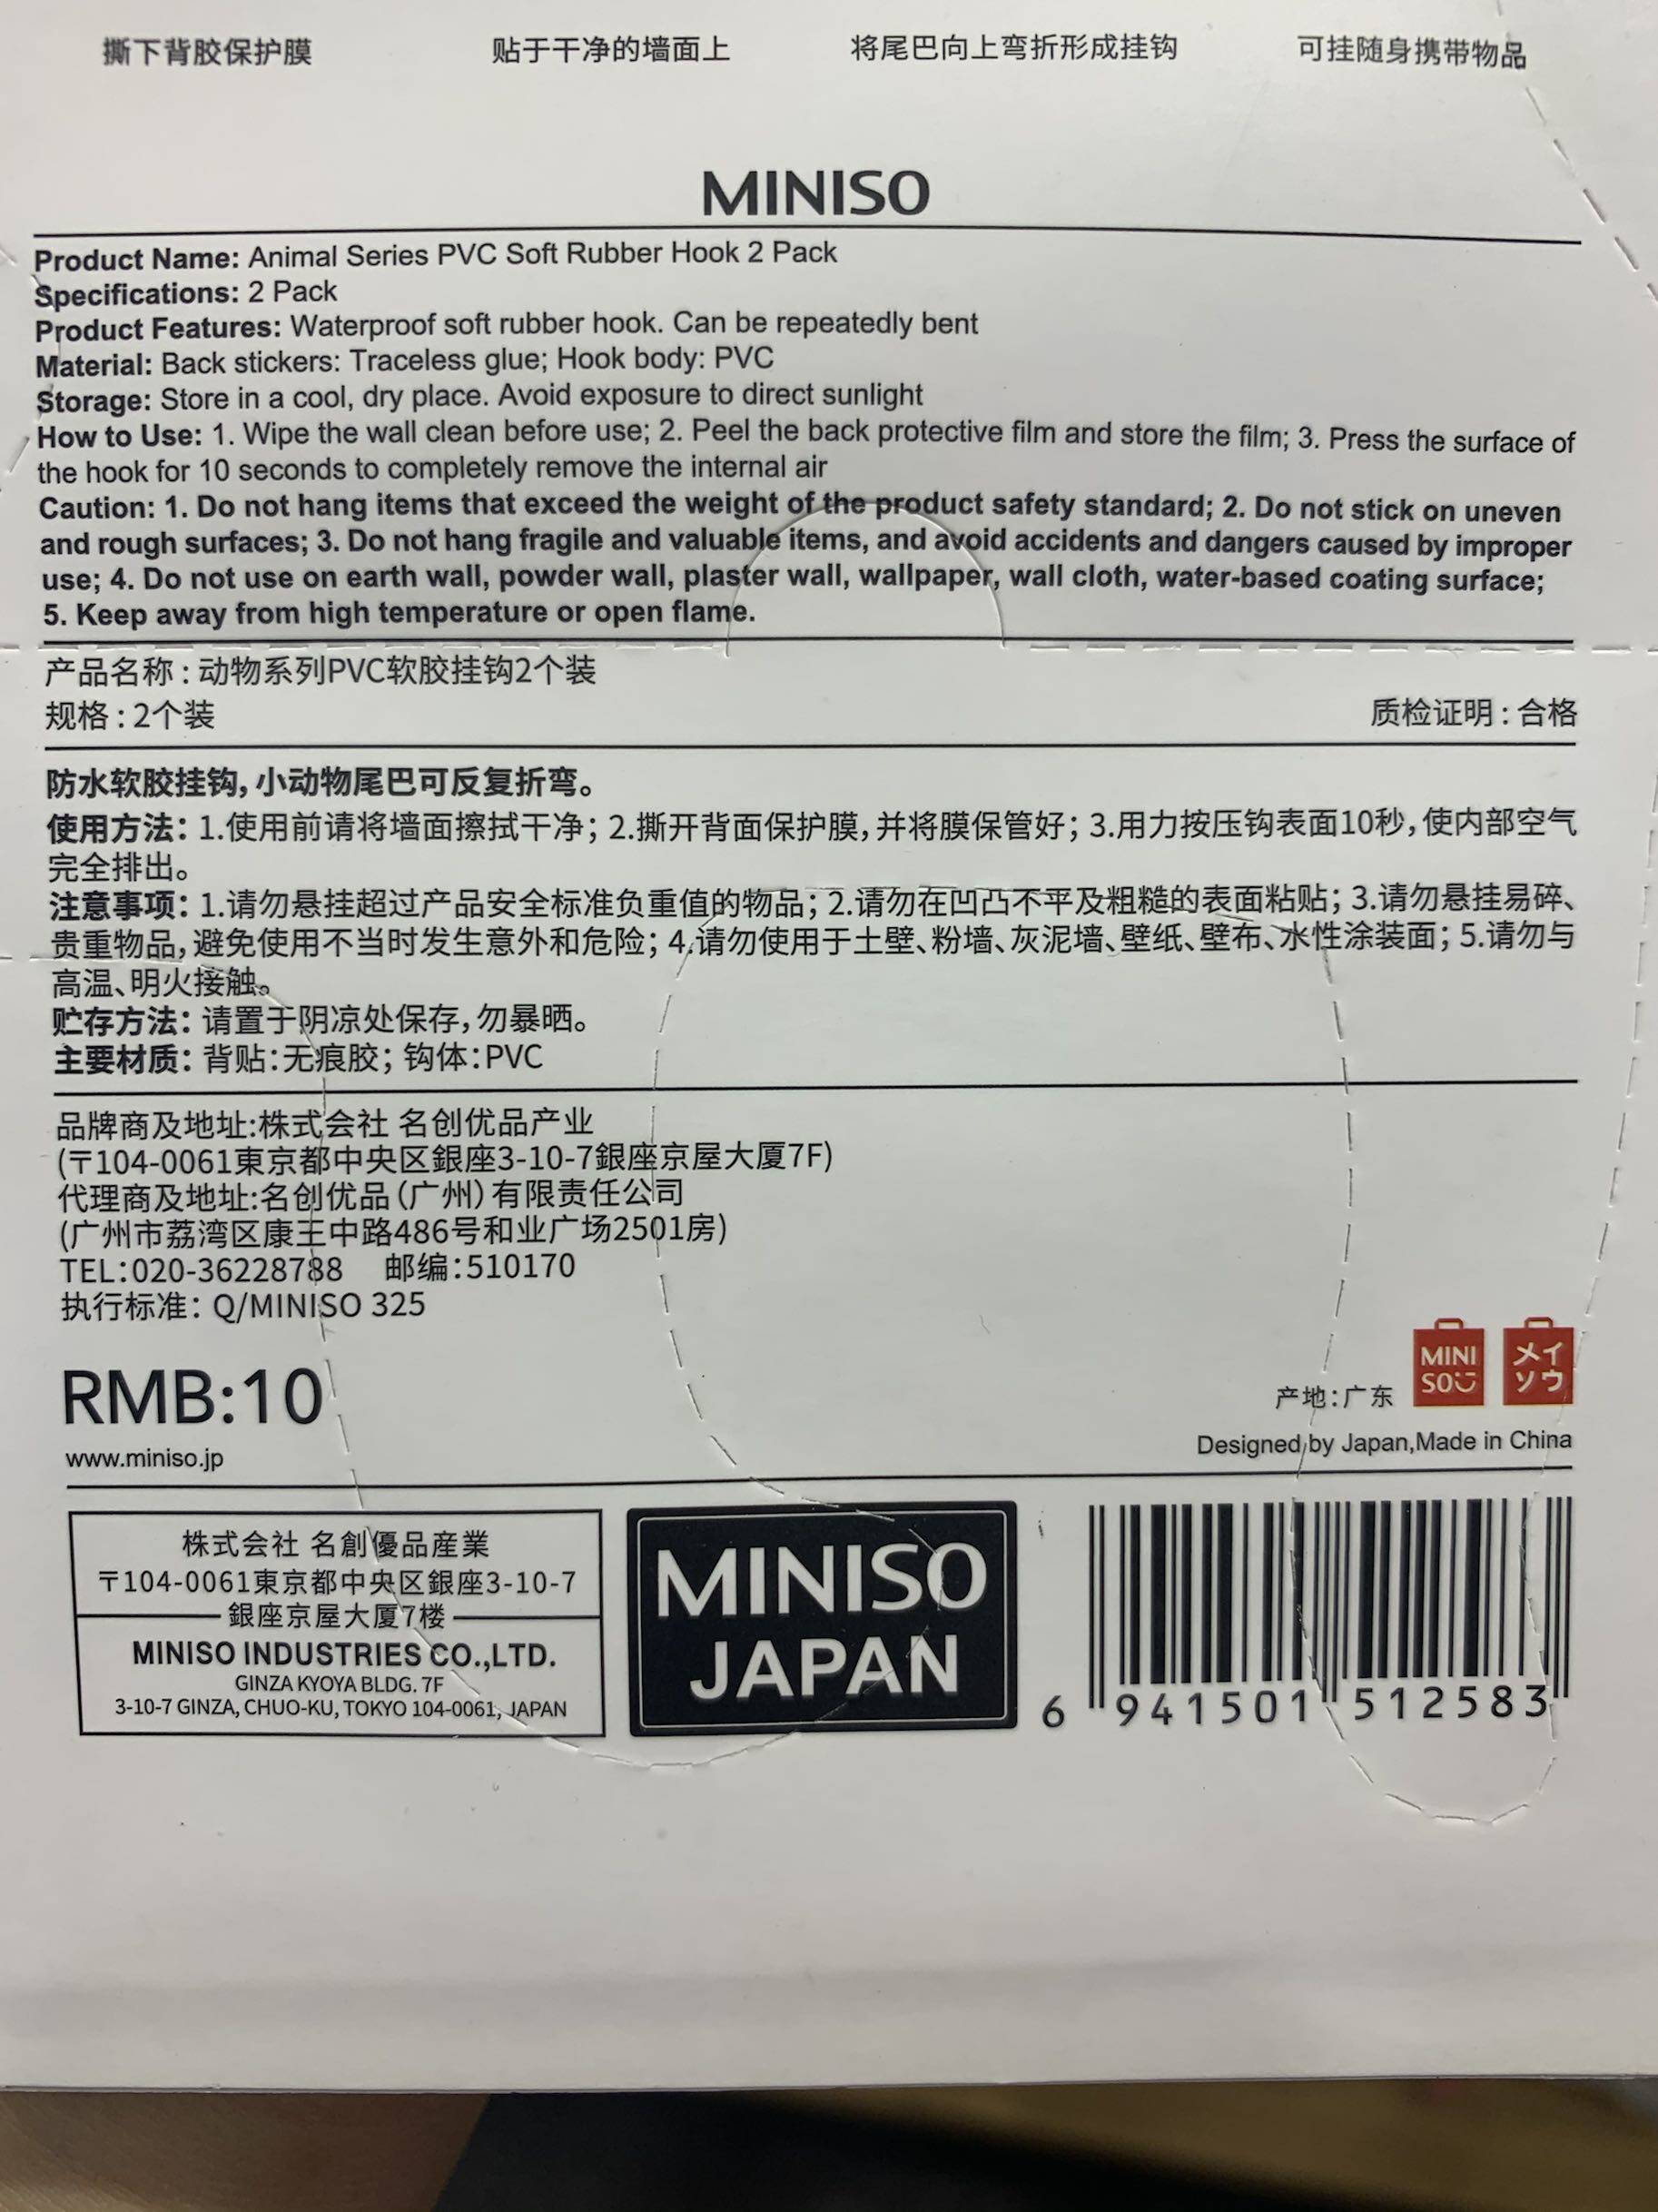 撕下背胶保护膜 贴于干净的墙面上 将尾巴向上弯折形成挂钩 可挂随身携带物品
MINISO
Product Name: Animal Series PVC Soft Rubber Hook 2 Pack
Specifications: 2 Pack
Product Features: Waterproof soft rubber hook. Can be repeatedly bent
Material: Back stickers: Traceless glue; Hook body: PVC
Storage: Store in a cool, dry place. Avoid exposure to direct sunlight
How to Use: 1. Wipe the wall clean before use; 2. Peel the back protective film and store the film; 3. Press the surface of
the hook for 10 seconds to completely remove the internal air
Caution: 1. Do not hang items that exceed the weight of the product safety standard; 2. Do not stick on uneven
and rough surfaces; 3. Do not hang fragile and valuable items, and avoid accidents and dangers caused by improper
use; 4. Do not use on earth wall, powder wall, plaster wall, wallpaper, wall cloth, water-based coating surface;
5. Keep away from high temperature or open flame.
产品名称:动物系列PVC软胶挂钩2个装
规格:2个装 质检证明:合格
防水软胶挂钩,小动物尾巴可反复折弯。
使用方法:1.使用前请将墙面擦拭干净;2.撕开背面保护膜,并将膜保管好;3.用力按压钩表面10秒,使内部空气
完全排出。
注意事项:1.请勿悬挂超过产品安全标准负重值的物品;2.请勿在凹凸不平及粗糙的表面粘贴;3.请勿悬挂易碎、
贵重物品,避免使用不当时发生意外和危险;4.请勿使用于土壁、粉墙、灰泥墙、壁纸、壁布、水性涂装面;5.请勿与
高温、明火接触。
贮存方法:请置于阴凉处保存,勿暴晒。
主要材质:背贴:无痕胶;钩体:PVC
品牌商及地址:株式会社 名创优品产业
(〒104-0061東京都中央区銀座3-10-7銀座京屋大厦7F)
代理商及地址:名创优品(广州)有限责任公司
(广州市荔湾区康王中路486号和业广场2501房)
TEL:020-36228788 邮编:510170
执行标准:Q/MINISO 325
RMB:10
www.miniso.jp
产地:广东
MINI
SO
メイ
ソウ
Designed by Japan,Made in China
株式会社 名創優品産業
〒104-0061東京都中央区銀座3-10-7
銀座京屋大厦7楼
MINISO INDUSTRIES CO.,LTD.
GINZA KYOYA BLDG. 7F
3-10-7 GINZA, CHUO-KU, TOKYO 104-0061, JAPAN
MINISO
JAPAN
6 941501 512583